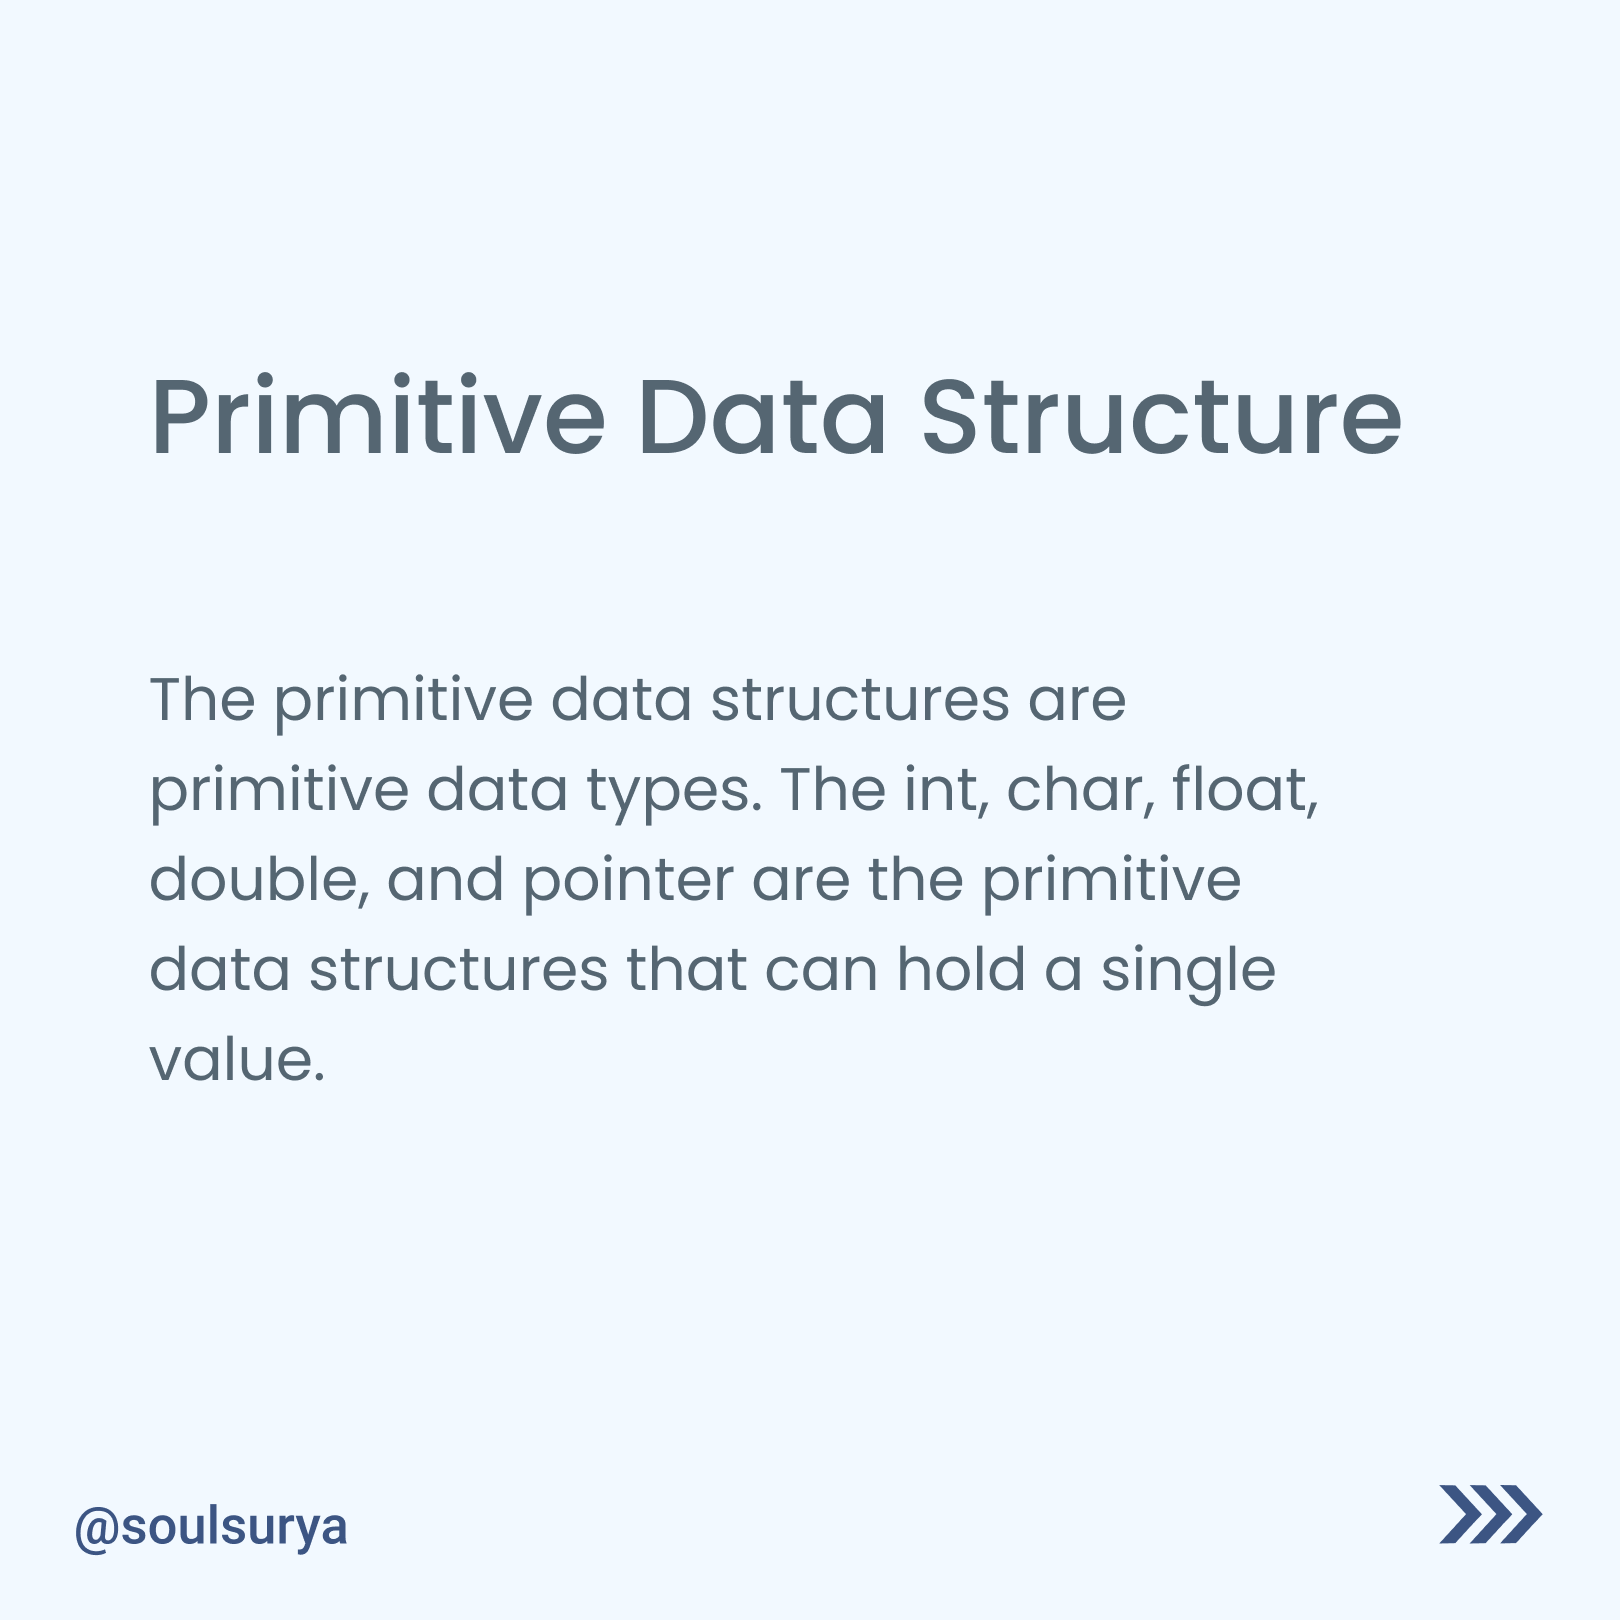 Primitive Data Structure
The primitive data structures are
primitive data types. The int, char, float,
double, and pointer are the primitive
data structures that can hold a single
value.
@soulsurya